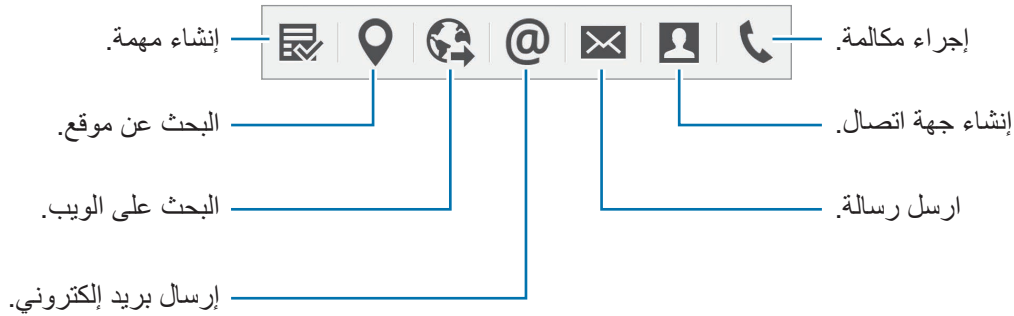 إجراء مكالمة.
إنشاء جهة اتصال.
ارسل رسالة.
إنشاء مهمة.
البحث عن موقع.
البحث على الويب.
إرسال بريد إلكتروني.